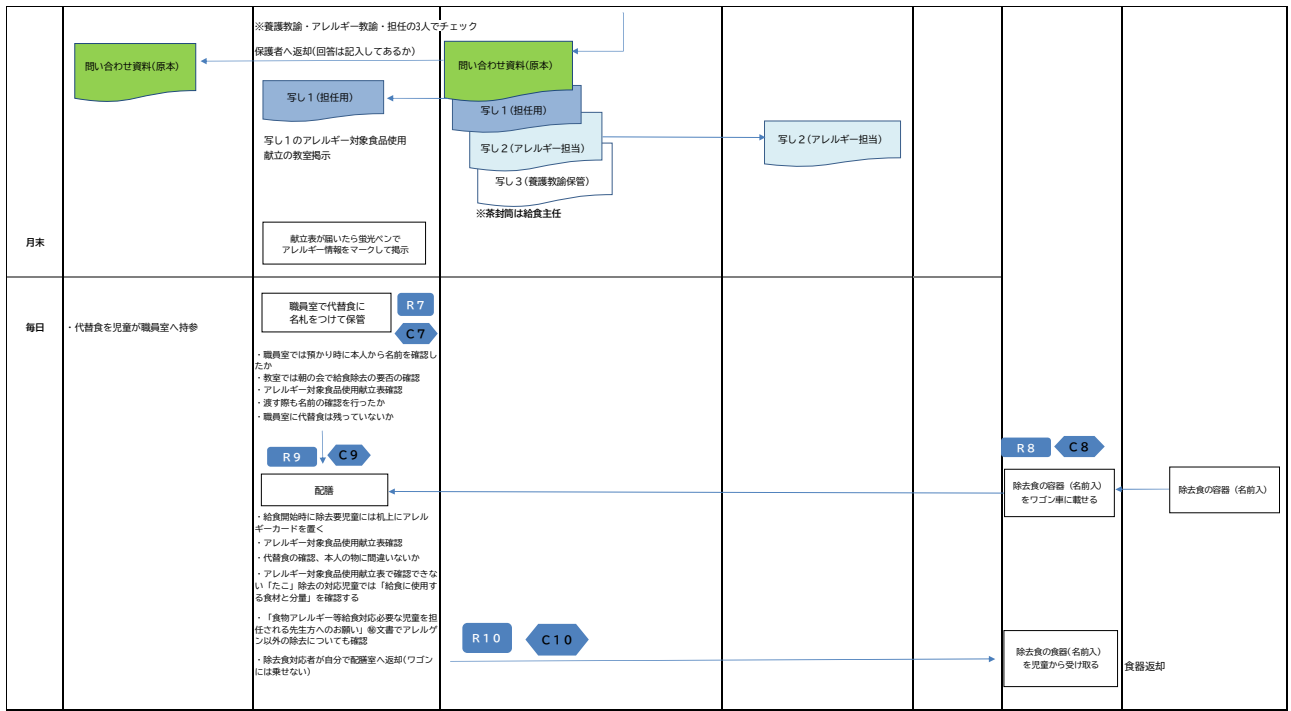 ※養護教諭・アレルギー教諭・担任の3人でチェック
保護者へ返却(回答は記入してあるか)
問い合わせ資料(原本)
問い合わせ資料(原本)
写し１(担任用)
写し１(担任用)
写し１のアレルギー対象食品使用
献立の教室掲示
写し２(アレルギー担当)
写し２(アレルギー担当)
写し３(養護教諭保管)
※茶封筒は給食主任
月末
献立表が届いたら蛍光ペンで
アレルギー情報をマークして掲示
毎日
・代替食を児童が職員室へ持参
職員室で代替食に
名札をつけて保管
R７
C７
・職員室では預かり時に本人から名前を確認し
たか
・教室では朝の会で給食除去の要否の確認
・アレルギー対象食品使用献立表確認
・渡す際も名前の確認を行ったか
・職員室に代替食は残っていないか
R９
C９
R８
C８
配膳
除去食の容器（名前入）
をワゴン車に載せる
除去食の容器（名前入）
・給食開始時に除去要児童には机上にアレル
ギーカードを置く
・アレルギー対象食品使用献立表確認
・代替食の確認、本人の物に間違いないか
・アレルギー対象食品使用献立表で確認できな
い「たこ」除去の対応児童では「給食に使用す
る食材と分量」を確認する
・「食物アレルギー等給食対応必要な児童を担
任される先生方へのお願い」㊙文書でアレルゲ
ン以外の除去についても確認
・除去食対応者が自分で配膳室へ返却(ワゴン
には乗せない)
R10
C10
除去食の食器(名前入)
を児童から受け取る
食器返却